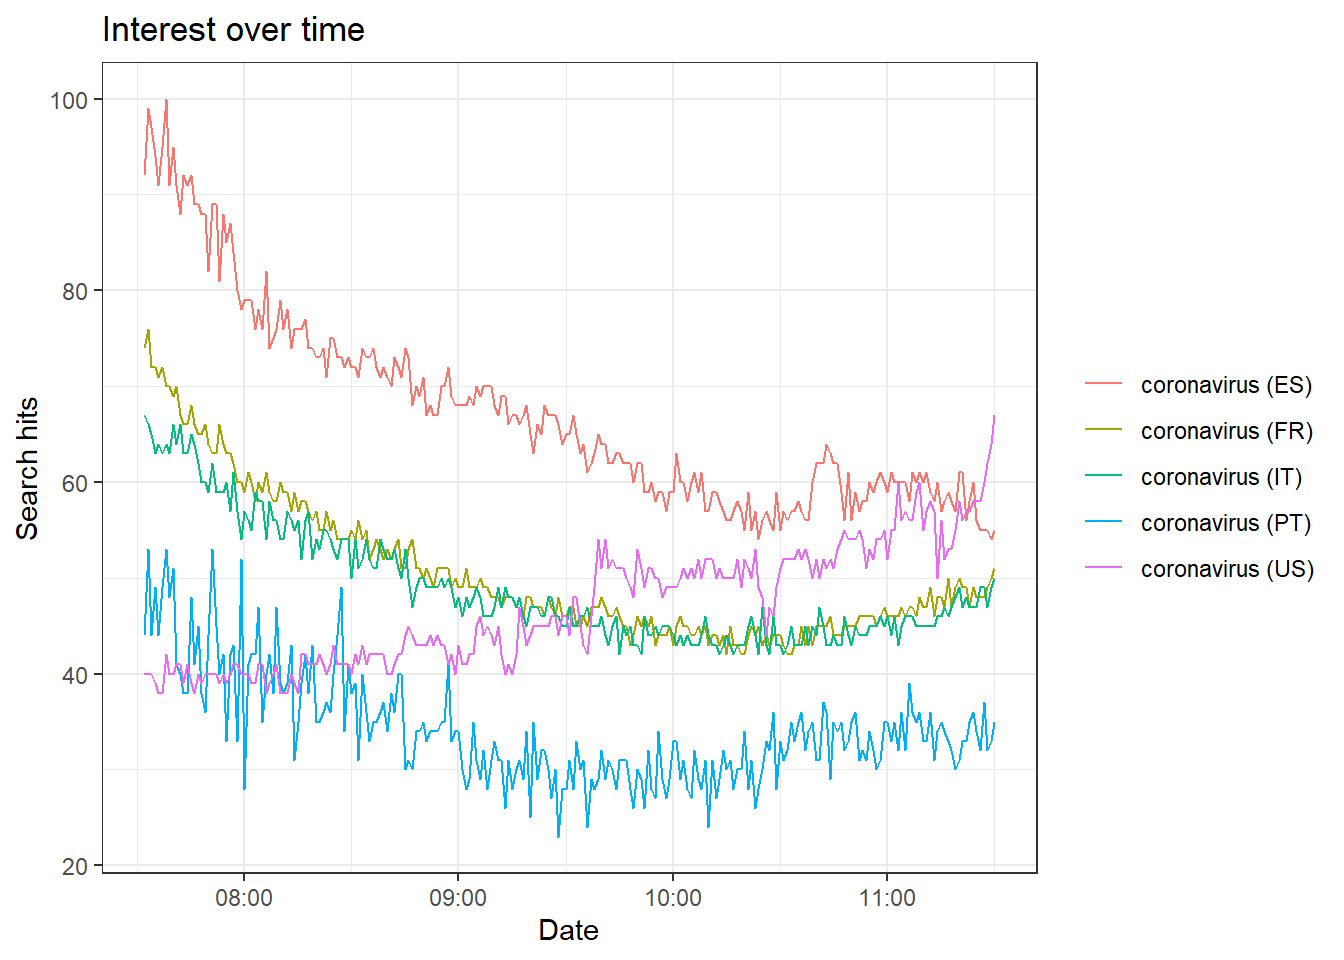 Interest over time
Search hits
100
80
60
40
20
08:00
09:00
10:00
11:00
Date
coronavirus (ES)
coronavirus (FR)
coronavirus (IT)
coronavirus (PT)
coronavirus (US)